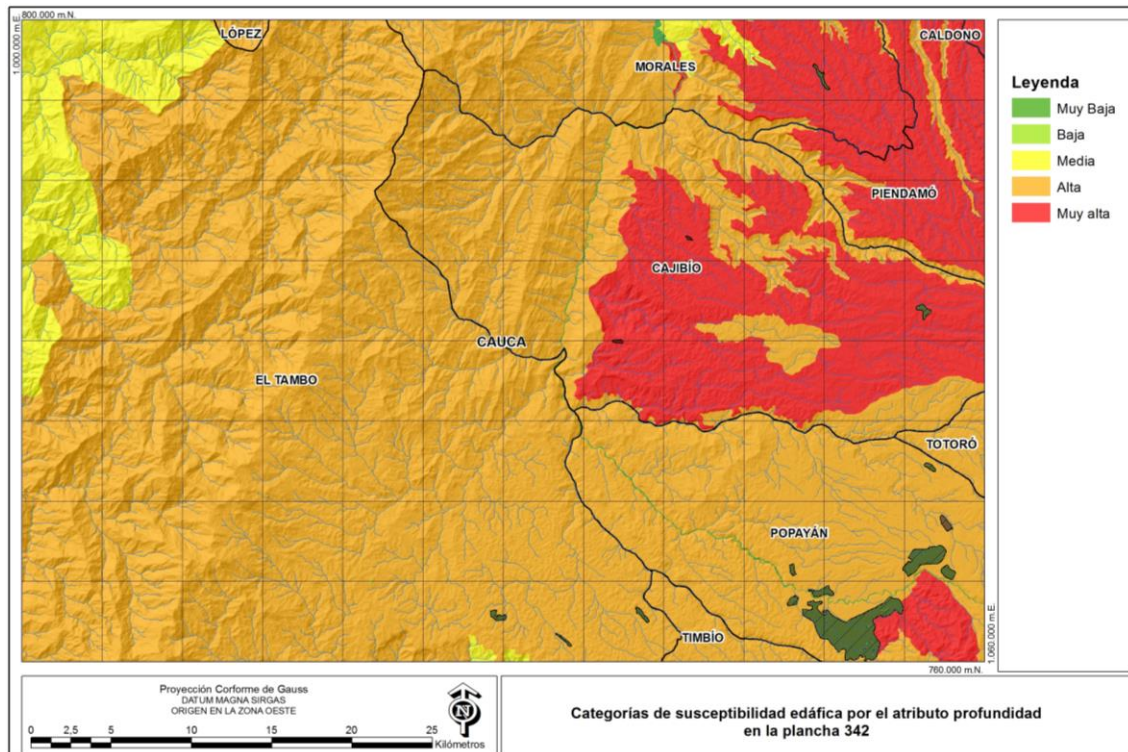 800.000 m.N.
1.000.000 m.E.
LÓPEZ
CALDONO
MORALES
PIENDAMÓ
CAJIBÍO
CAUCA
EL TAMBO
TOTORÓ
POPAYÁN
TIMBÍO
1.060.000 m.E.
760.000 m.N.
Leyenda
Muy Baja
Baja
Media
Alta
Muy alta
Proyección Corforme de Gauss
DATUM MAGNA SIRGAS
ORIGEN EN LA ZONA OESTE
N
0 2,5 5 10 15 20 25
Kilómetros
Categorías de susceptibilidad edáfica por el atributo profundidad
en la plancha 342